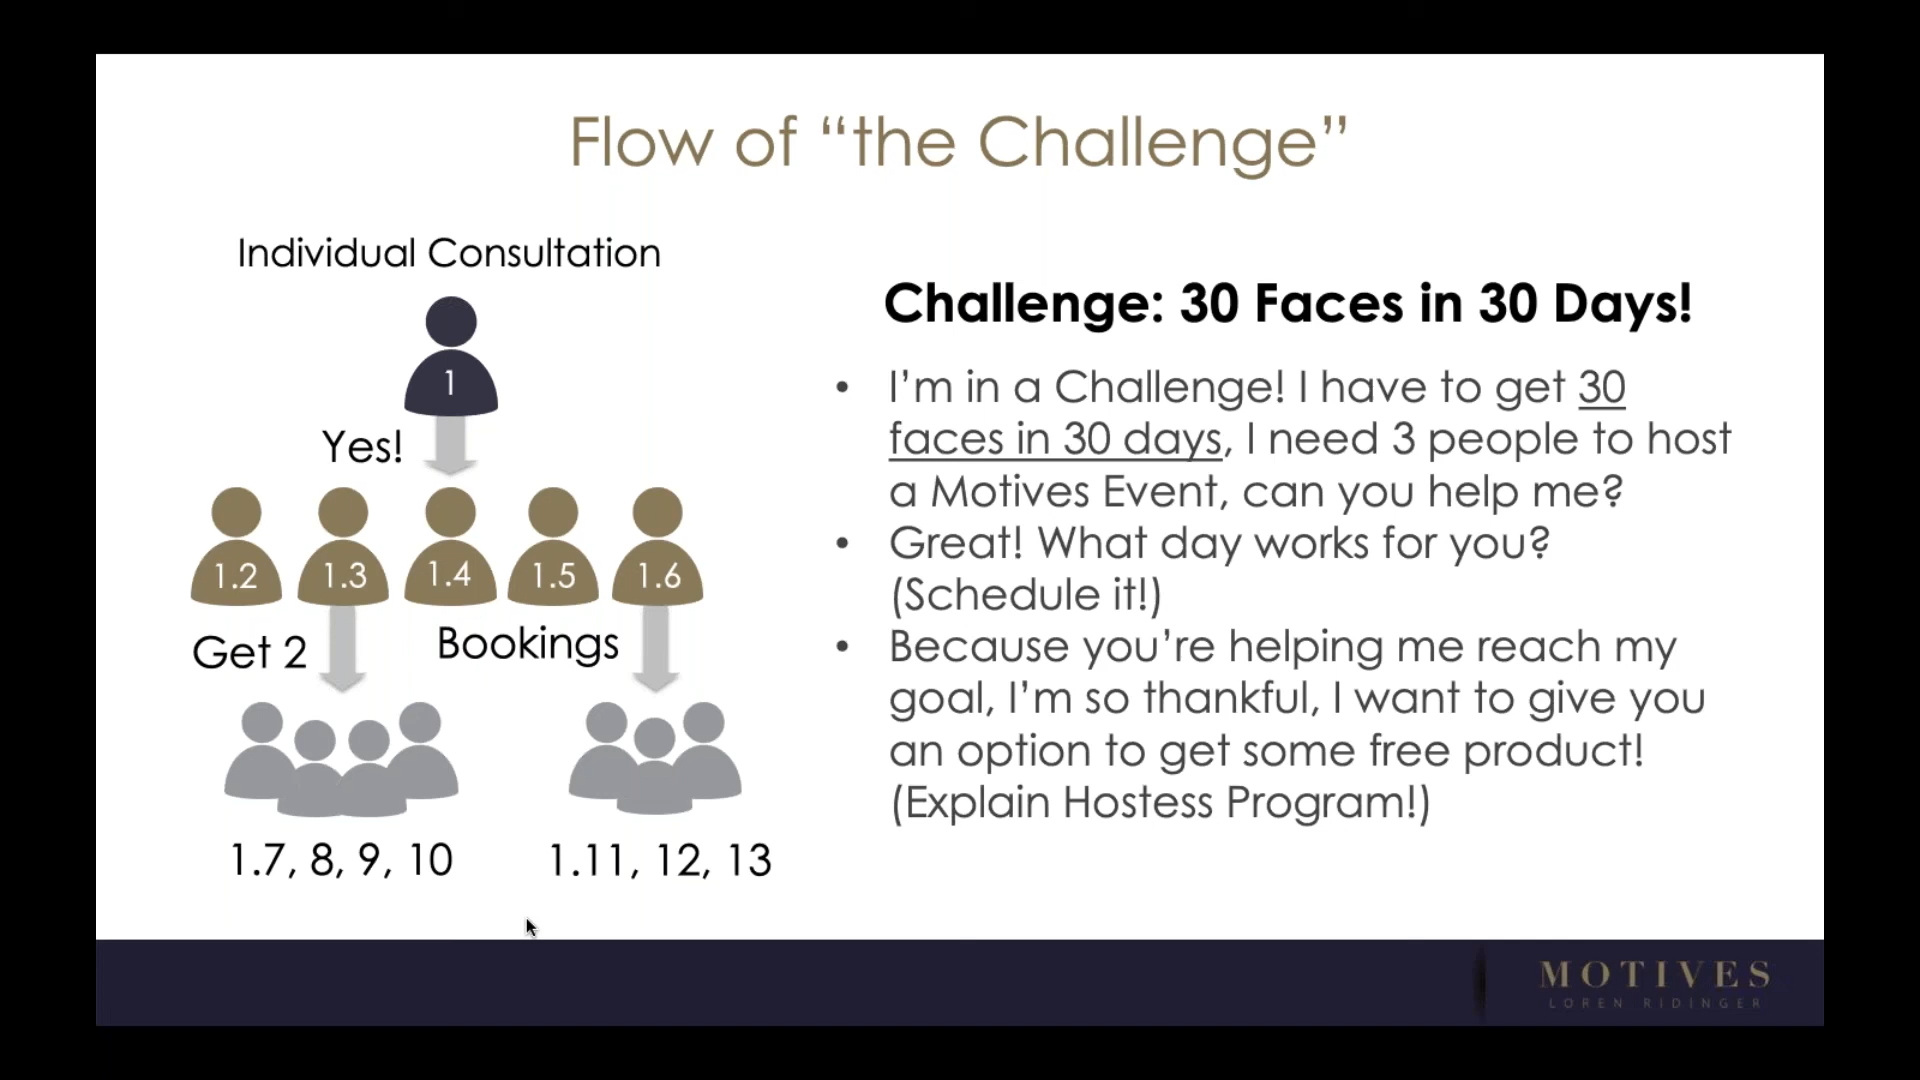 Flow of “the Challenge”
Individual Consultation
1
Yes!
1.2 1.3 1.4 1.5 1.6
Get 2 Bookings
1.7, 8, 9, 10 1.11, 12, 13
Challenge: 30 Faces in 30 Days!
• I’m in a Challenge! I have to get 30
faces in 30 days, I need 3 people to host
a Motives Event, can you help me?
• Great! What day works for you?
(Schedule it!)
• Because you’re helping me reach my
goal, I’m so thankful, I want to give you
an option to get some free product!
(Explain Hostess Program!)
MOTIVES
LOREN RIDINGER